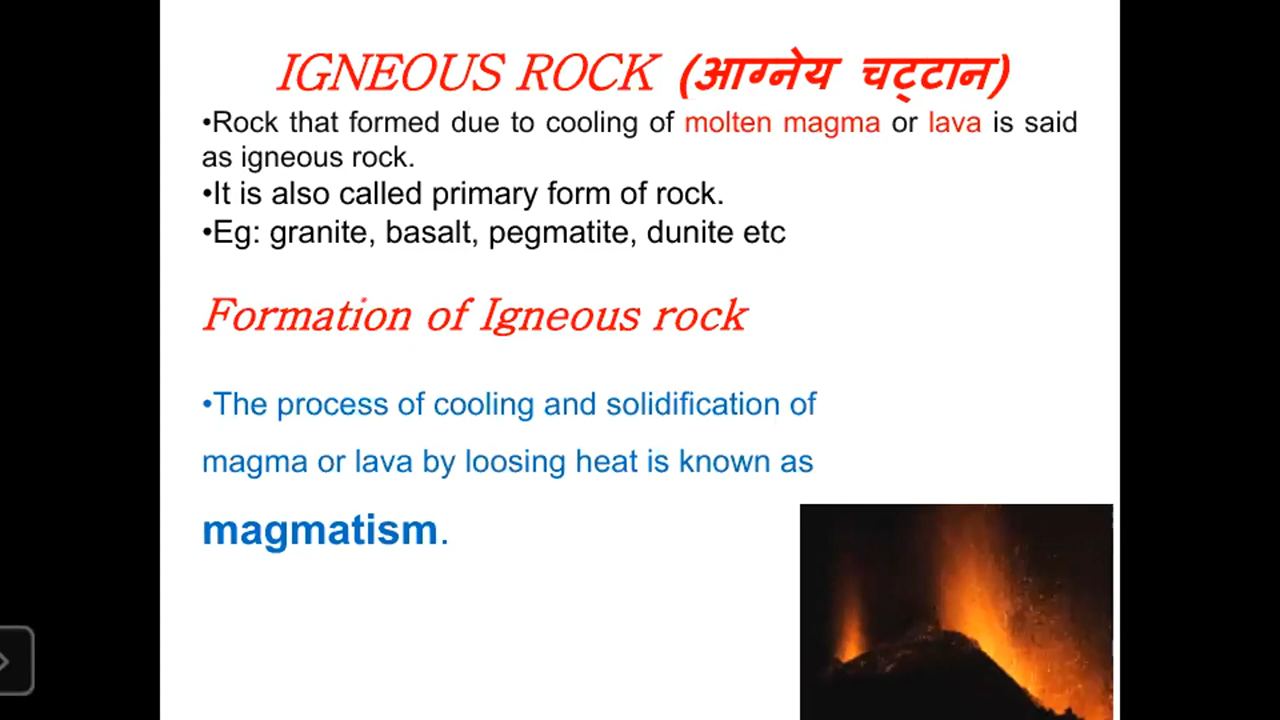 IGNEOUS ROCK (आग्नेय चट्टान)
•Rock that formed due to cooling of molten magma or lava is said
as igneous rock.
•It is also called primary form of rock.
•Eg: granite, basalt, pegmatite, dunite etc
Formation of Igneous rock
•The process of cooling and solidification of
magma or lava by loosing heat is known as
magmatism.